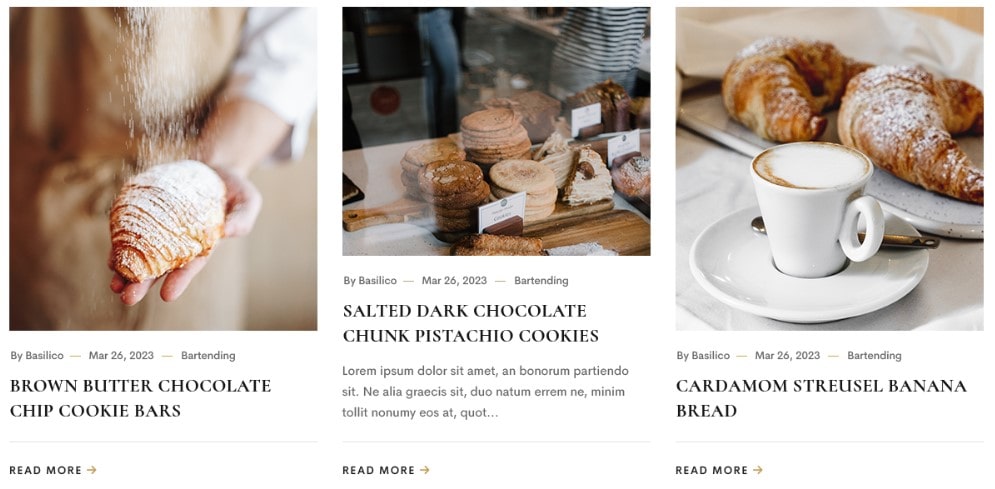 By Basilico — Mar 26, 2023 — Bartending
BROWN BUTTER CHOCOLATE
CHIP COOKIE BARS
READ MORE →
By Basilico — Mar 26, 2023 — Bartending
SALTED DARK CHOCOLATE
CHUNK PISTACHIO COOKIES
Lorem ipsum dolor sit amet, an bonorum partiendo
sit. Ne alia graecis sit, duo natum errem ne, minim
tollit nonumy eos at, quot...
READ MORE →
By Basilico — Mar 26, 2023 — Bartending
CARDAMOM STREUSEL BANANA
BREAD
READ MORE →